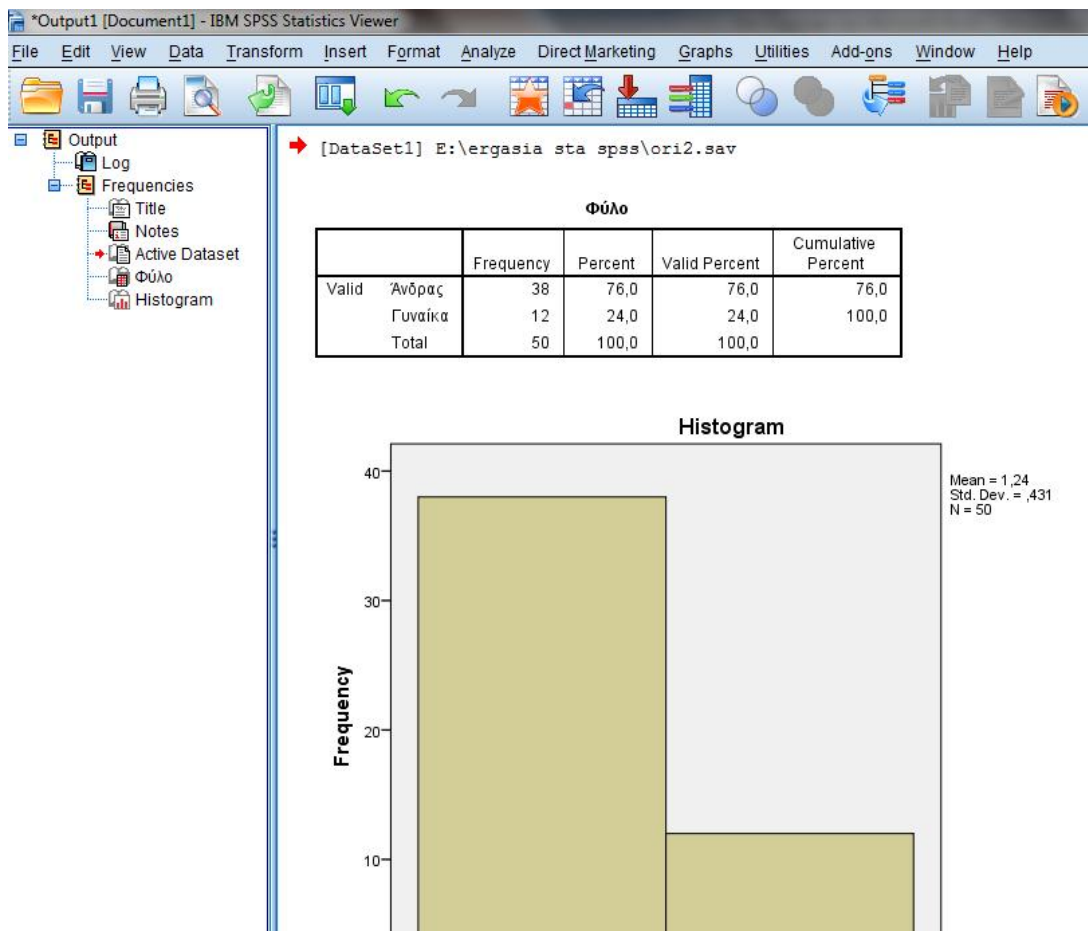 *Output1 [Document1] - IBM SPSS Statistics Viewer
File Edit View Data Transform Insert Format Analyze Direct Marketing Graphs Utilities Add-ons Window Help
Output
Log
Frequencies
Title
Notes
Active Dataset
Φύλο
Histogram
[DataSet1] E:\ergasia sta spss\ori2.sav
Φύλο
Frequency Percent Valid Percent Cumulative Percent
Valid Άνδρας 38 76,0 76,0 76,0
Γυναίκα 12 24,0 24,0 100,0
Total 50 100,0 100,0
Histogram
Mean = 1,24
Std. Dev. = ,431
N = 50
Frequency
40
30
20
10